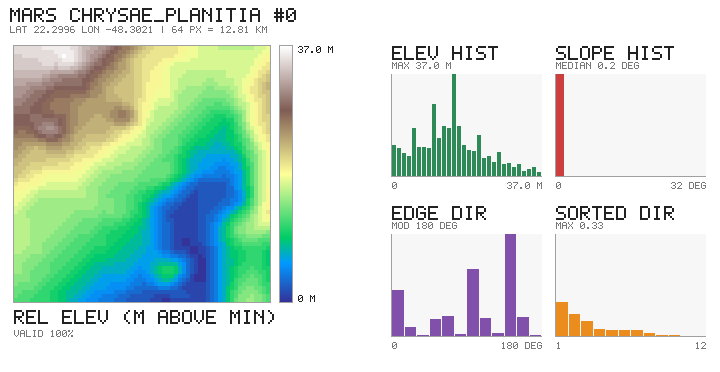 MARS CHRYSAE_PLANITIA #0
LAT 22.2996 LON -48.3021 | 64 PX = 12.81 KM
37.0 M
0 M
REL ELEV (M ABOVE MIN)
VALID 100%
ELEV HIST
MAX 37.0 M
0 37.0 M
SLOPE HIST
MEDIAN 0.2 DEG
0 32 DEG
EDGE DIR
MOD 180 DEG
0 180 DEG
SORTED DIR
MAX 0.33
1 12